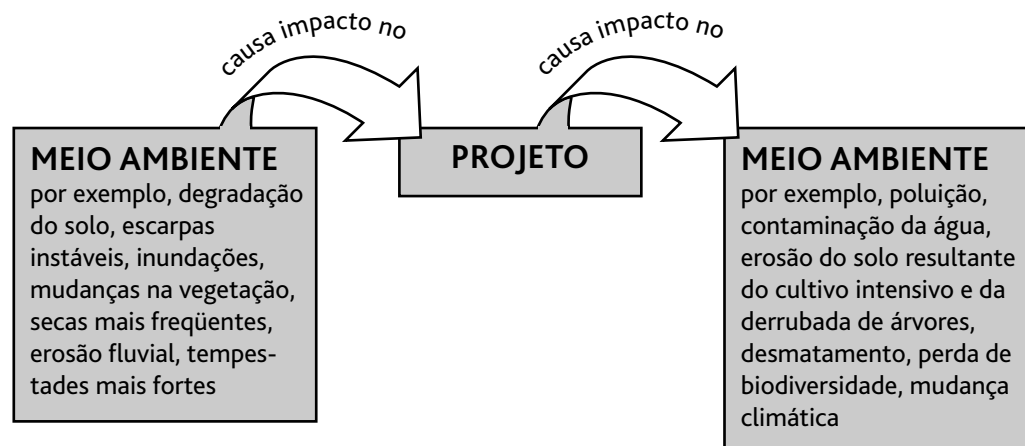 causa impacto no
causa impacto no
MEIO AMBIENTE
por exemplo, degradação
do solo, escarpas
instáveis, inundações,
mudanças na vegetação,
secas mais freqüentes,
erosão fluvial, tempes-
tades mais fortes
PROJETO
MEIO AMBIENTE
por exemplo, poluição,
contaminação da água,
erosão do solo resultante
do cultivo intensivo e da
derrubada de árvores,
desmatamento, perda de
biodiversidade, mudança
climática